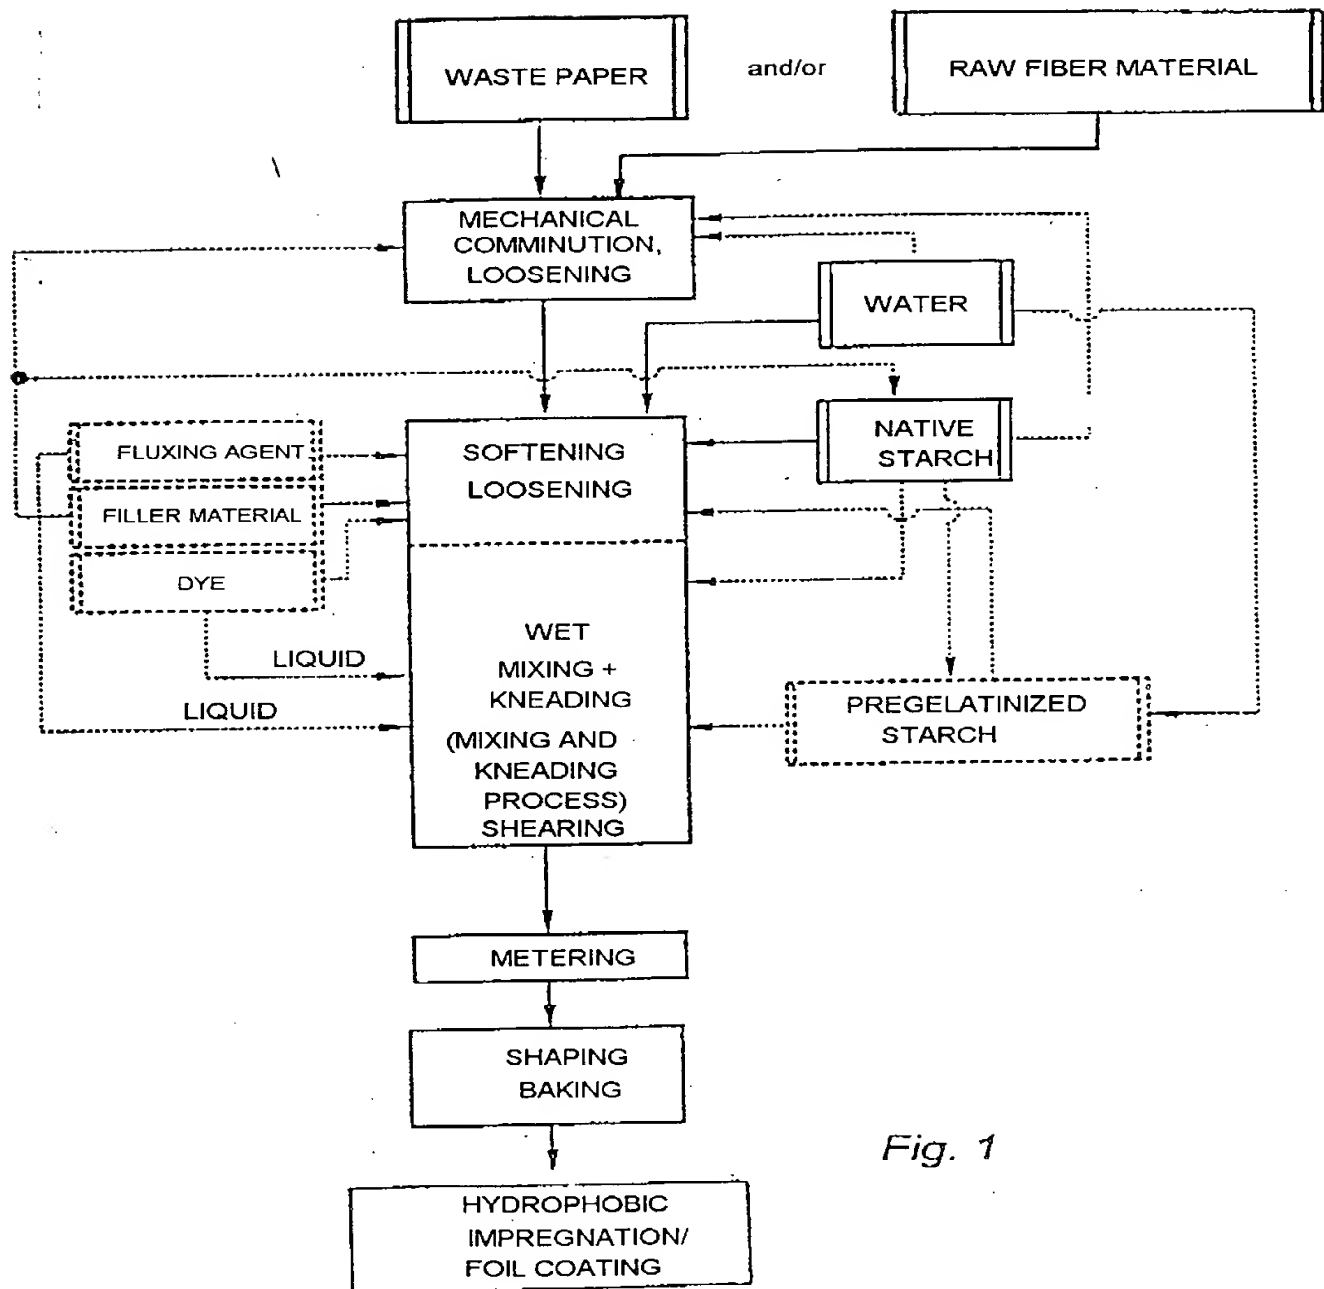 WASTE PAPER
and/or
RAW FIBER MATERIAL
MECHANICAL
COMMINUTION,
LOOSENING
WATER
NATIVE
STARCH
FLUXING AGENT
FILLER MATERIAL
DYE
SOFTENING
LOOSENING
LIQUID
LIQUID
WET
MIXING +
KNEADING
(MIXING AND
KNEADING
PROCESS)
SHEARING
PREGELATINIZED
STARCH
METERING
SHAPING
BAKING
HYDROPHOBIC
IMPREGNATION/
FOIL COATING
Fig. 1